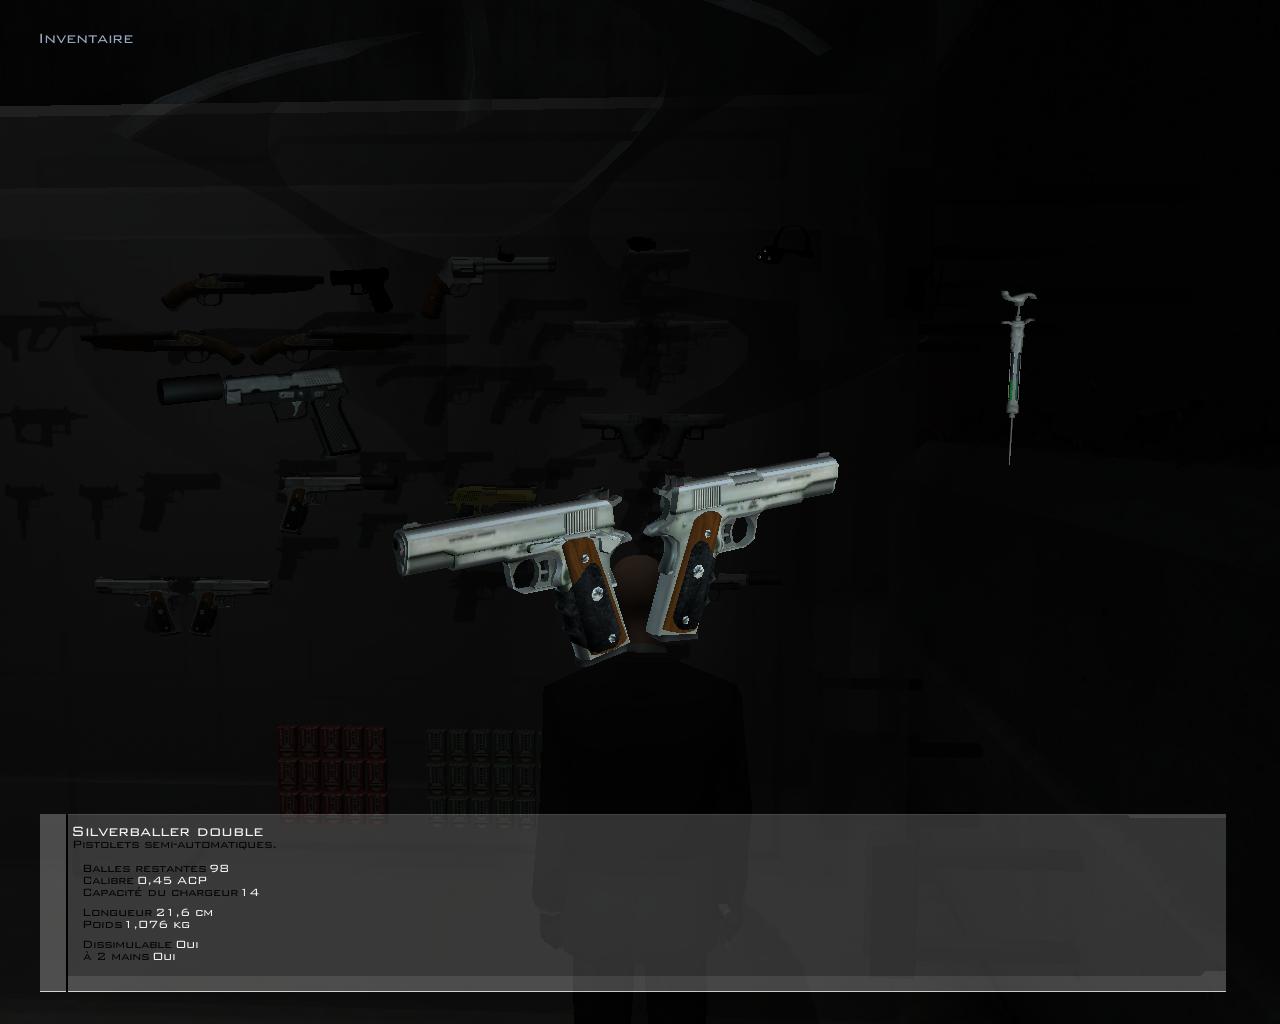 Inventaire
Silverballer double
Pistolets semi-automatiques.
Balles restantes 98
Calibre 0,45 ACP
Capacité du chargeur 14
Longueur 21,6 cm
Poids 1,076 kg
Dissimulable Oui
À 2 mains Oui